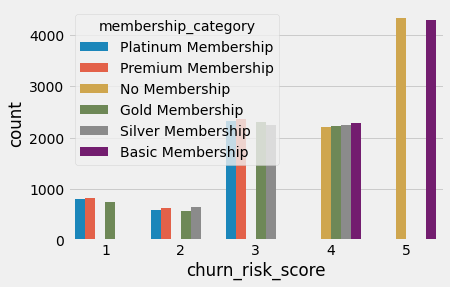 membership_category
Platinum Membership
Premium Membership
No Membership
Gold Membership
Silver Membership
Basic Membership
4000
3000
2000
1000
0
count
1 2 3 4 5
churn_risk_score